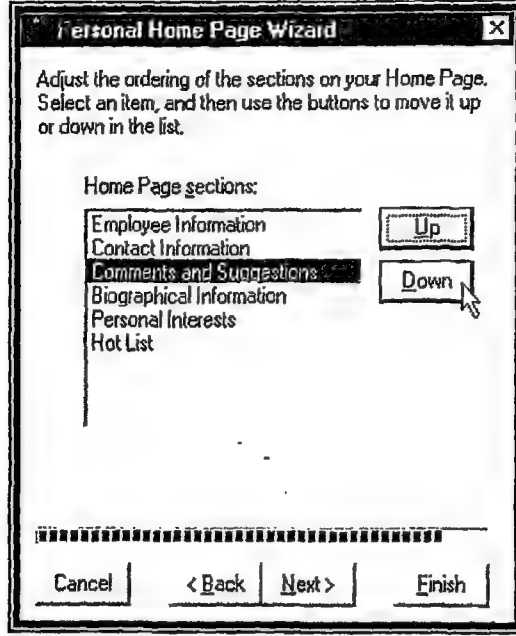 Personal Home Page Wizard
Adjust the ordering of the sections on your Home Page.
Select an item, and then use the buttons to move it up
or down in the list.
Home Page sections:
Employee Information
Contact Information
Comments and Suggestions
Biographical Information
Personal Interests
Hot List
Up
Down
Cancel
< Back
Next >
Finish